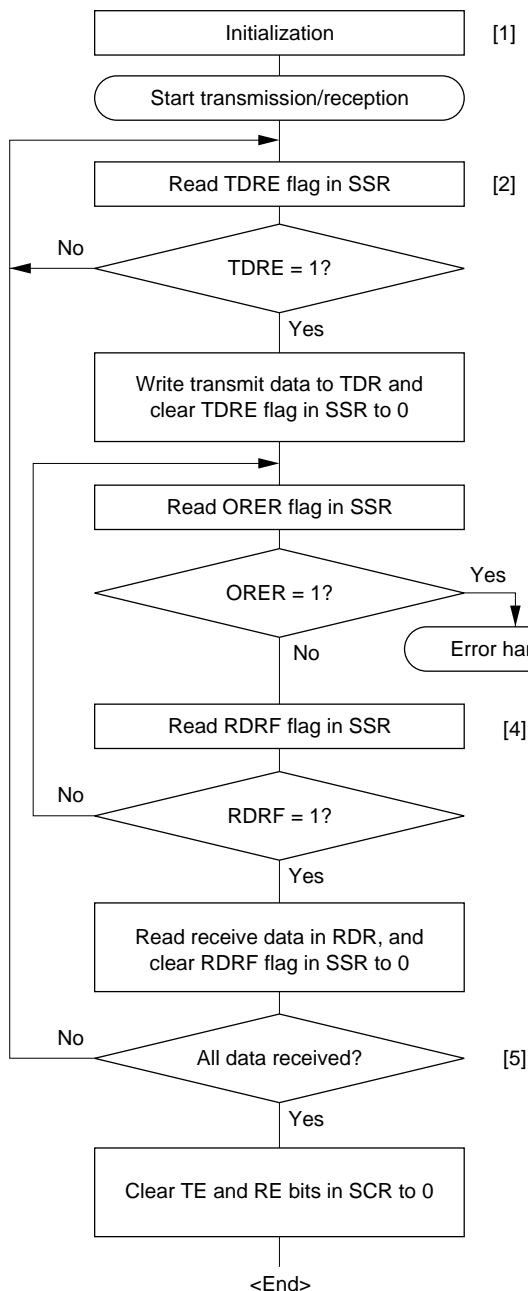 Initialization [1]
Start transmission/reception
Read TDRE flag in SSR [2]
No
TDRE = 1?
Yes
Write transmit data to TDR and
clear TDRE flag in SSR to 0
Read ORER flag in SSR
Yes
ORER = 1?
No
Error
Read RDRF flag in SSR [4]
No
RDRF = 1?
Yes
Read receive data in RDR, and
clear RDRF flag in SSR to 0
No
All data received? [5]
Yes
Clear TE and RE bits in SCR to 0
<End>